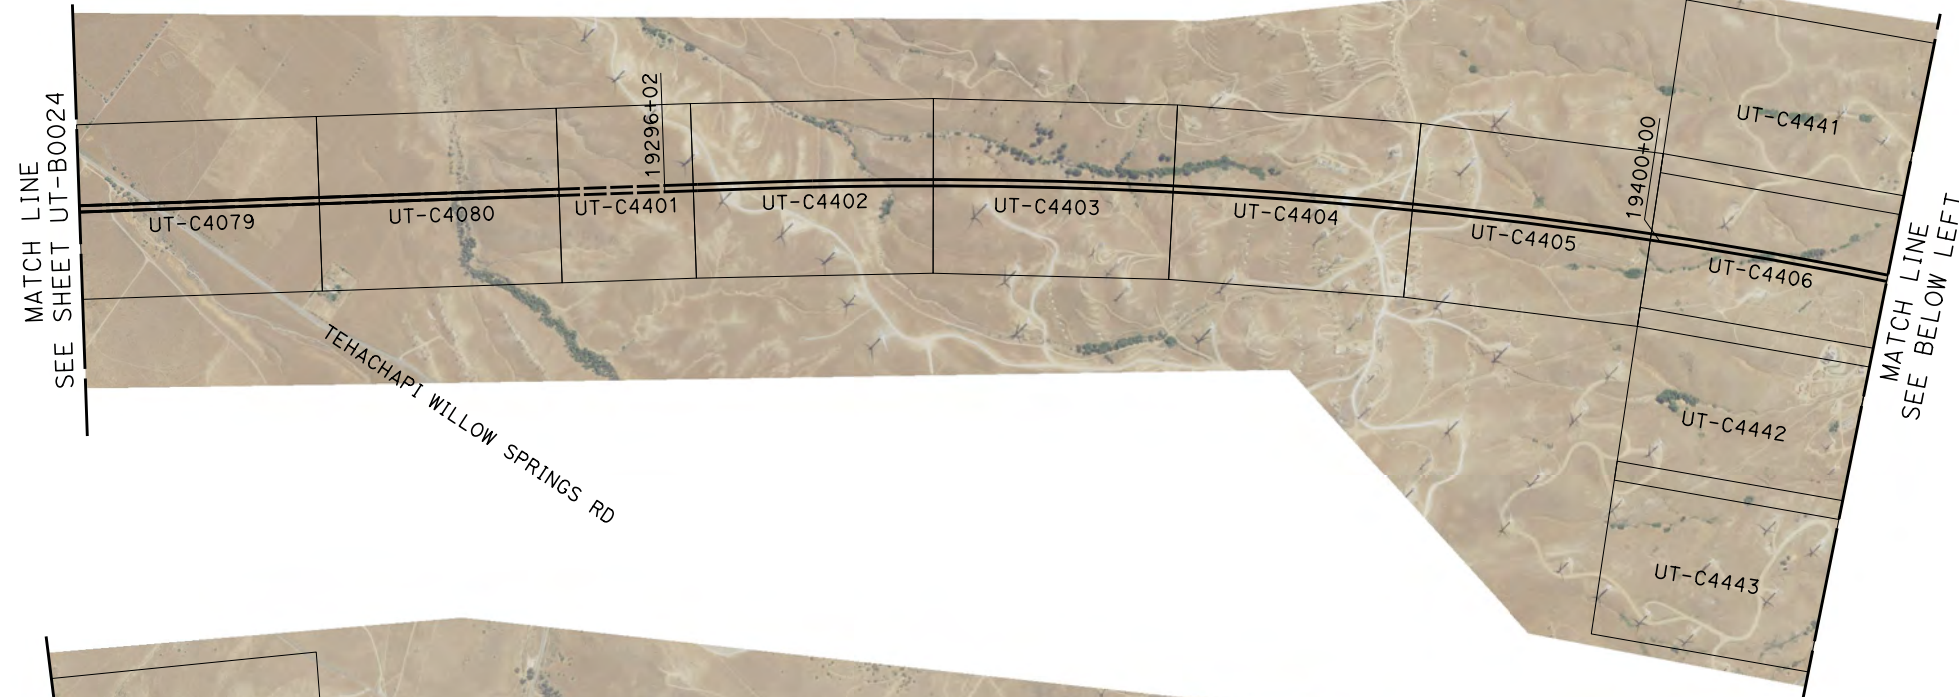 MATCH LINE
SEE SHEET UT-B0024
UT-C4079
UT-C4080
UT-C4401
19296+02
UT-C4402
UT-C4403
UT-C4404
UT-C4405
19400+00
UT-C4406
UT-C4441
UT-C4442
UT-C4443
MATCH LINE
SEE BELOW LEFT
TEHACHAPI WILLOW SPRINGS RD